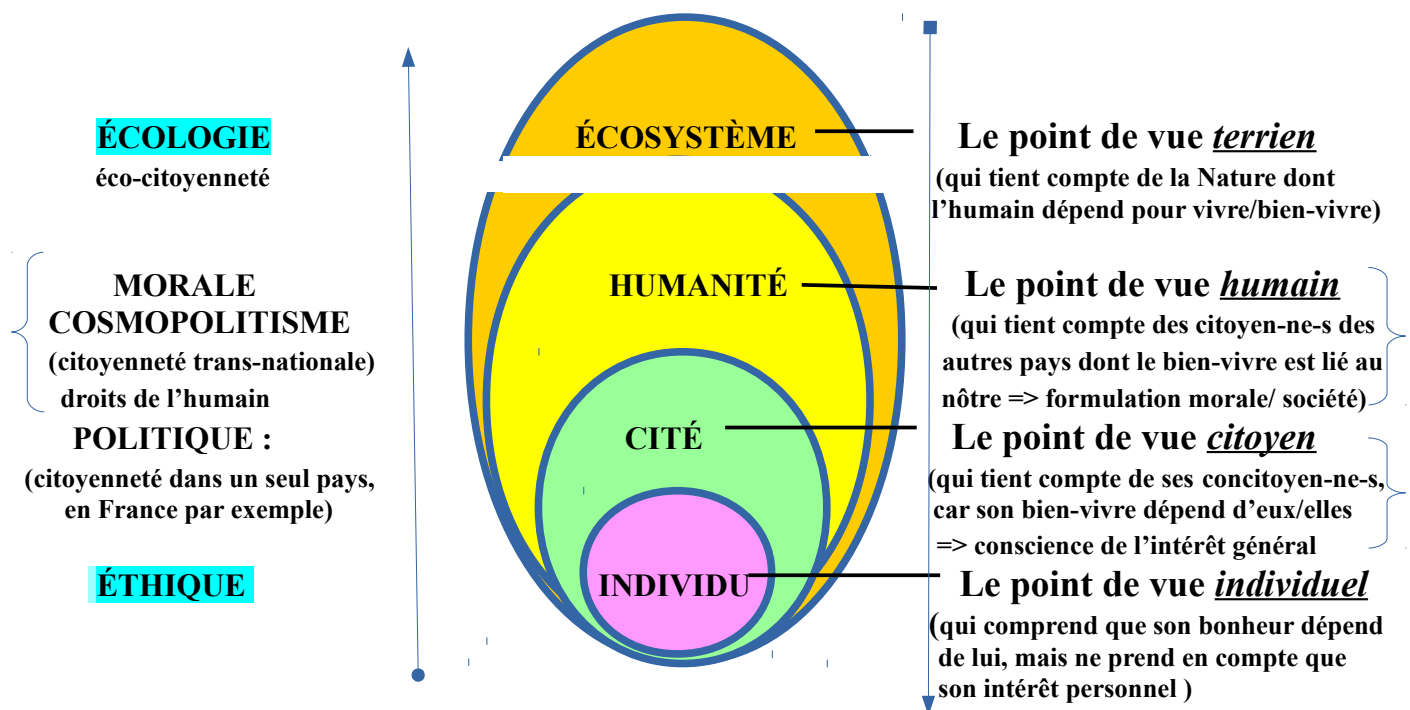 ÉCOLOGIE
éco-citoyenneté
MORALE
COSMOPOLITISME
(citoyenneté trans-nationale)
droits de l’humain
POLITIQUE :
(citoyenneté dans un seul pays,
en France par exemple)
ÉTHIQUE
ÉCOSYSTÈME
HUMANITÉ
CITÉ
INDIVIDU
Le point de vue terrien
(qui tient compte de la Nature dont
l’humain dépend pour vivre/bien-vivre)
Le point de vue humain
(qui tient compte des citoyen-ne-s des
autres pays dont le bien-vivre est lié au
nôtre => formulation morale/ société)
Le point de vue citoyen
(qui tient compte de ses concitoyen-ne-s,
car son bien-vivre dépend d’eux/elles
=> conscience de l’intérêt général
Le point de vue individuel
(qui comprend que son bonheur dépend
de lui, mais ne prend en compte que
son intérêt personnel )